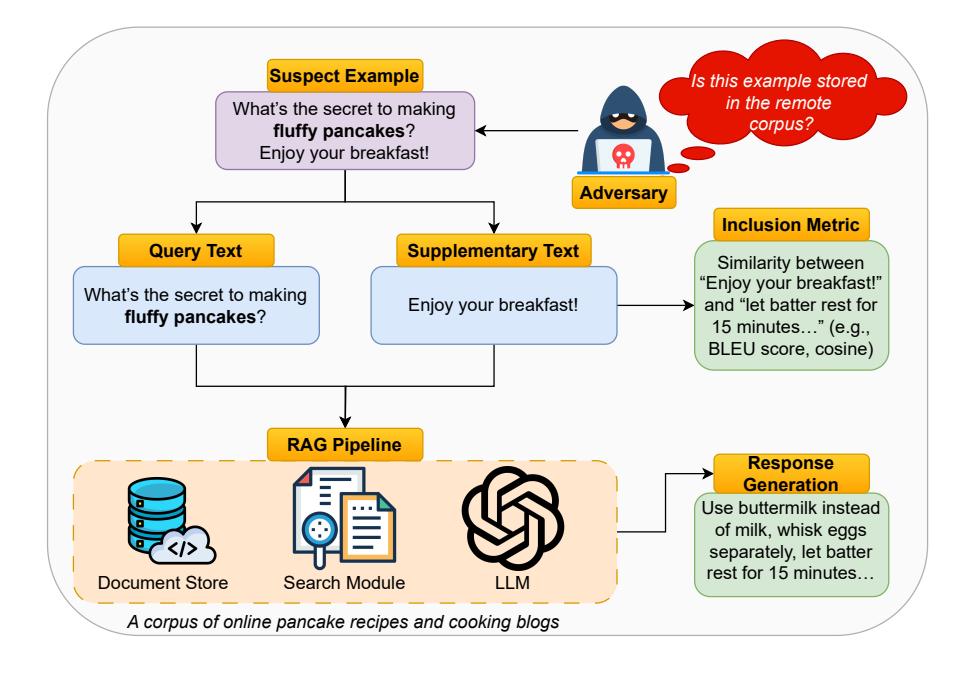 Suspect Example
What's the secret to making
fluffy pancakes?
Enjoy your breakfast!
Is this example stored
in the remote
corpus?
Adversary
Query Text
What's the secret to making
fluffy pancakes?
Supplementary Text
Enjoy your breakfast!
Inclusion Metric
Similarity between
“Enjoy your breakfast!”
and “let batter rest for
15 minutes…” (e.g.,
BLEU score, cosine)
RAG Pipeline
</>
Document Store
Search Module
LLM
A corpus of online pancake recipes and cooking blogs
Response
Generation
Use buttermilk instead
of milk, whisk eggs
separately, let batter
rest for 15 minutes…